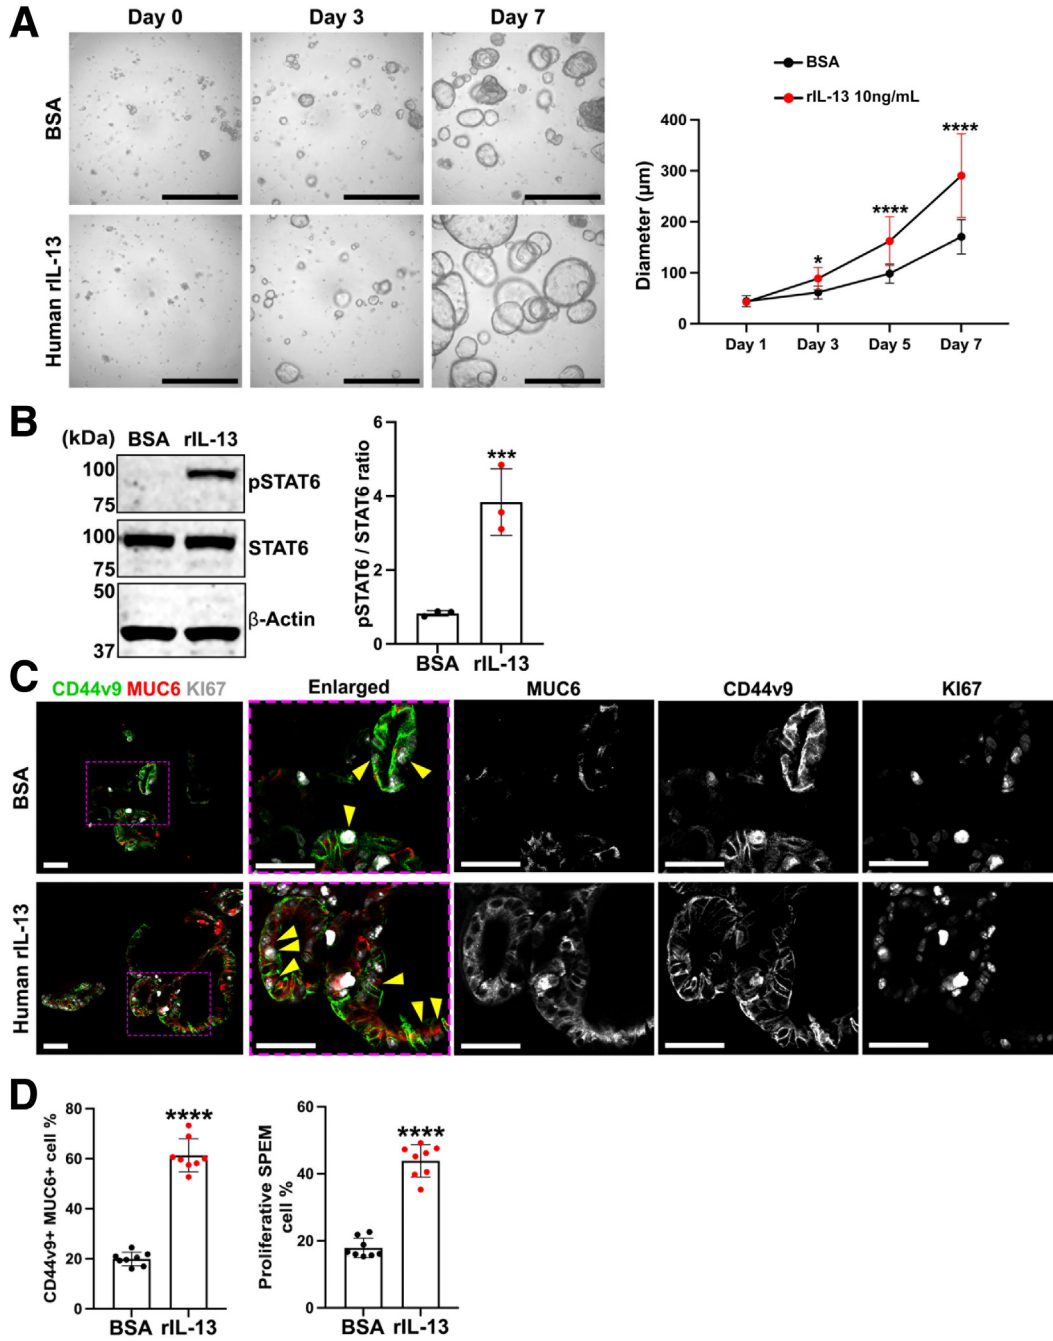 A
Day 0 Day 3 Day 7
BSA
Human rIL-13
BSA
rIL-13 10ng/mL
Diameter (µm)
400
300
200
100
0
****
****
*
Day 1 Day 3 Day 5 Day 7
B
(kDa) BSA rIL-13
100
75
pSTAT6
100
75
STAT6
50
37
β-Actin
pSTAT6 / STAT6 ratio
6
4
2
0
***
BSA rIL-13
C
CD44v9 MUC6 KI67 Enlarged MUC6 CD44v9 KI67
BSA
Human rIL-13
D
CD44v9+ MUC6+ cell %
80
60
40
20
0
****
BSA rIL-13
Proliferative SPEM
cell %
60
40
20
0
****
BSA rIL-13